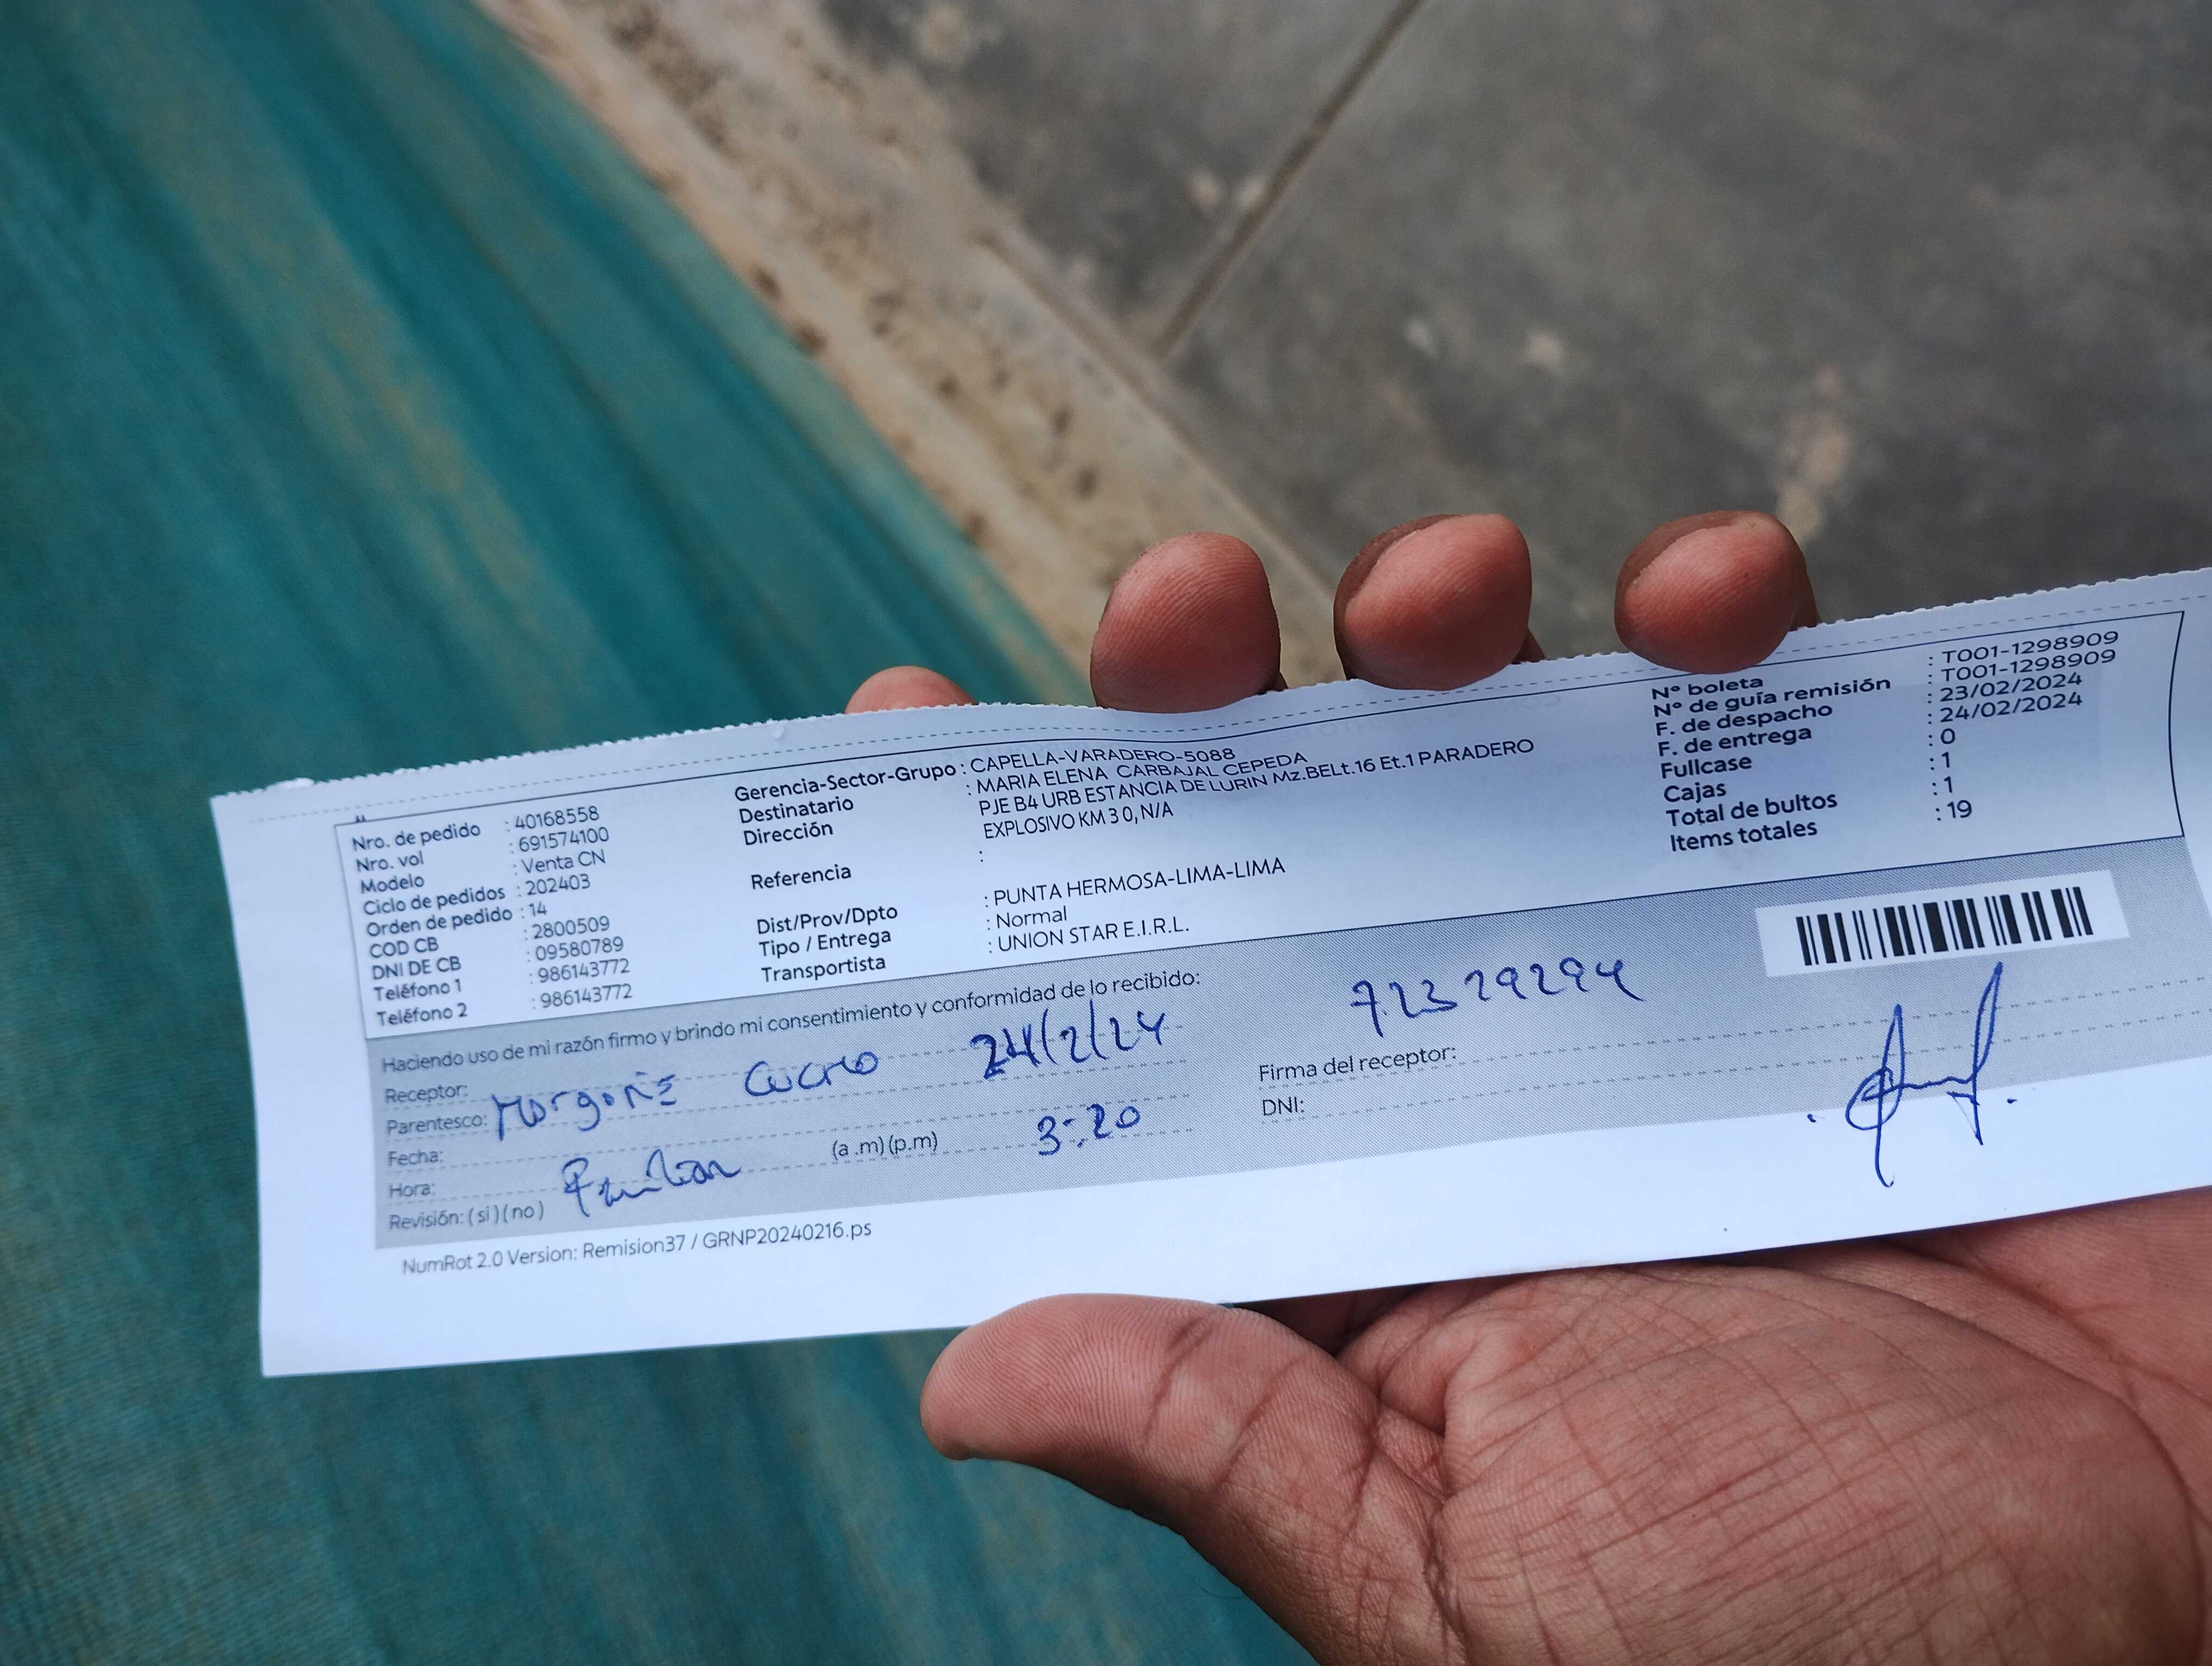 Nro. de pedido : 40168558
Nro. vol : 691574100
Modelo : Venta CN
Ciclo de pedidos : 202403
Orden de pedido : 14
COD CB : 2800509
DNI DE CB : 09580789
Teléfono 1 : 986143772
Teléfono 2 : 986143772
Gerencia-Sector-Grupo : CAPELLA-VARADERO-5088
Destinatario : MARIA ELENA CARBAJAL CEPEDA
Dirección PJE B4 URB ESTANCIA DE LURIN Mz.BELt.16 Et.1 PARADERO
EXPLOSIVO KM 3 0, N/A
Referencia :
Dist/Prov/Dpto : PUNTA HERMOSA-LIMA-LIMA
Tipo / Entrega : Normal
Transportista : UNION STAR E.I.R.L.
N° boleta : T001-1298909
N° de guía remisión : T001-1298909
F. de despacho : 23/02/2024
F. de entrega : 24/02/2024
Fullcase : 0
Cajas : 1
Total de bultos : 1
Items totales : 19
Haciendo uso de mi razón firmo y brindo mi consentimiento y conformidad de lo recibido:
Receptor:
Parentesco: 24/2/24
Fecha:
Hora: (a .m) (p.m) 3:20
Revisión: ( si ) ( no )
72329294
Firma del receptor:
DNI:
NumRot 2.0 Version: Remision37 / GRNP20240216.ps